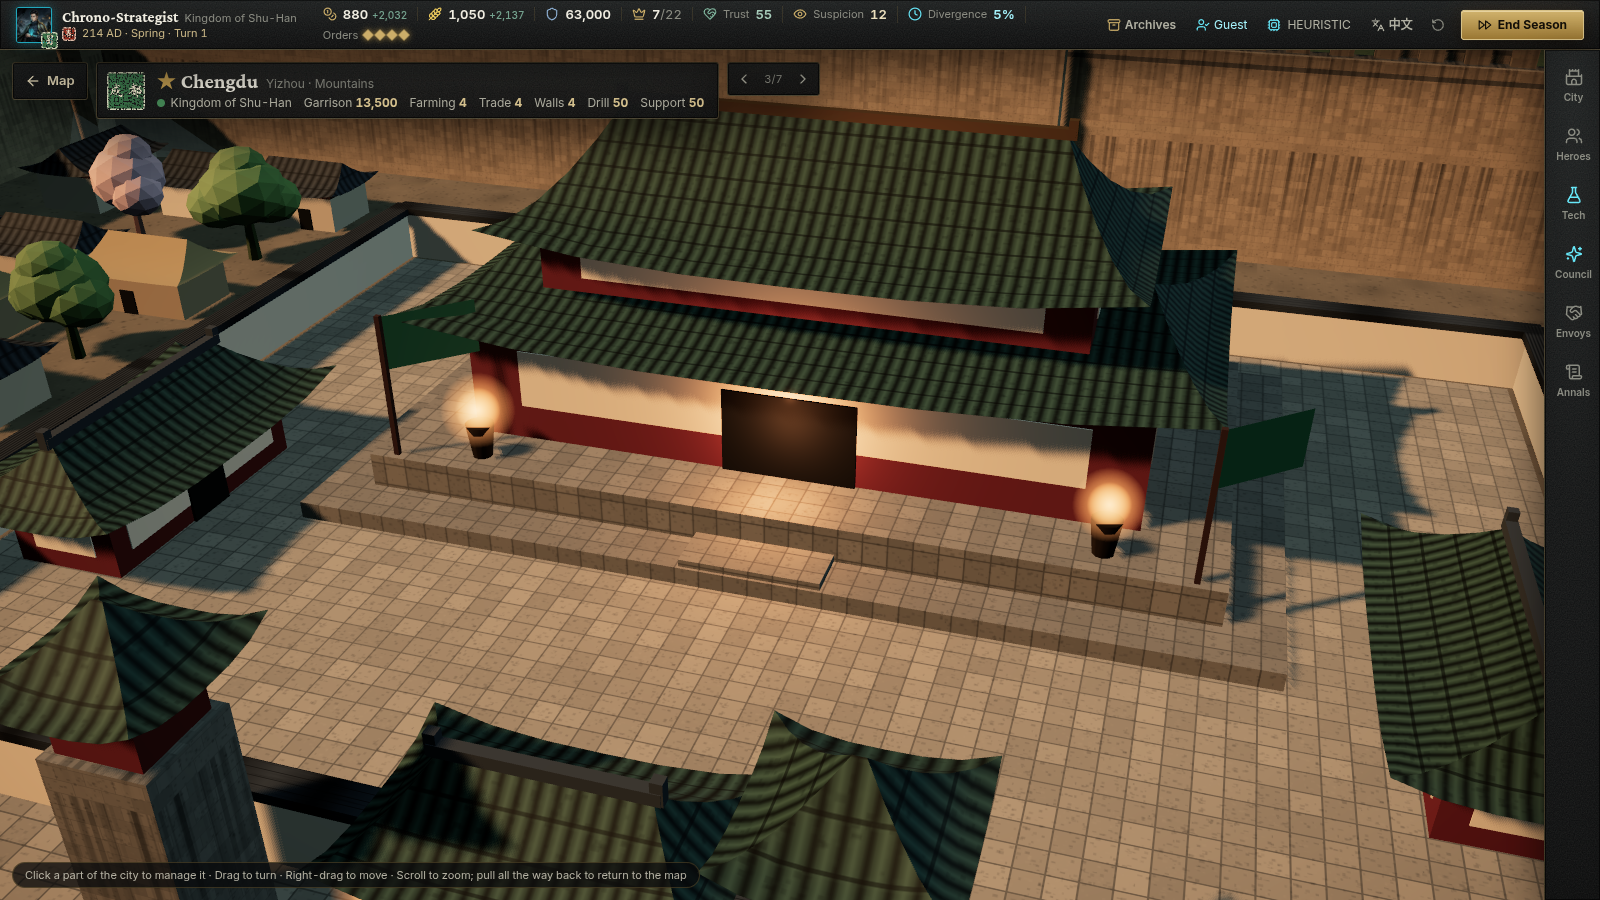 Chrono-Strategist Kingdom of Shu-Han
214 AD · Spring · Turn 1
880 +2,032 1,050 +2,137 63,000 7/22 Trust 55 Suspicion 12 Divergence 5%
Orders
Archives Guest HEURISTIC 中文 End Season
Map
Chengdu Yizhou · Mountains
Kingdom of Shu-Han Garrison 13,500 Farming 4 Trade 4 Walls 4 Drill 50 Support 50
3/7
City
Heroes
Tech
Council
Envoys
Annals
Click a part of the city to manage it · Drag to turn · Right-drag to move · Scroll to zoom; pull all the way back to return to the map